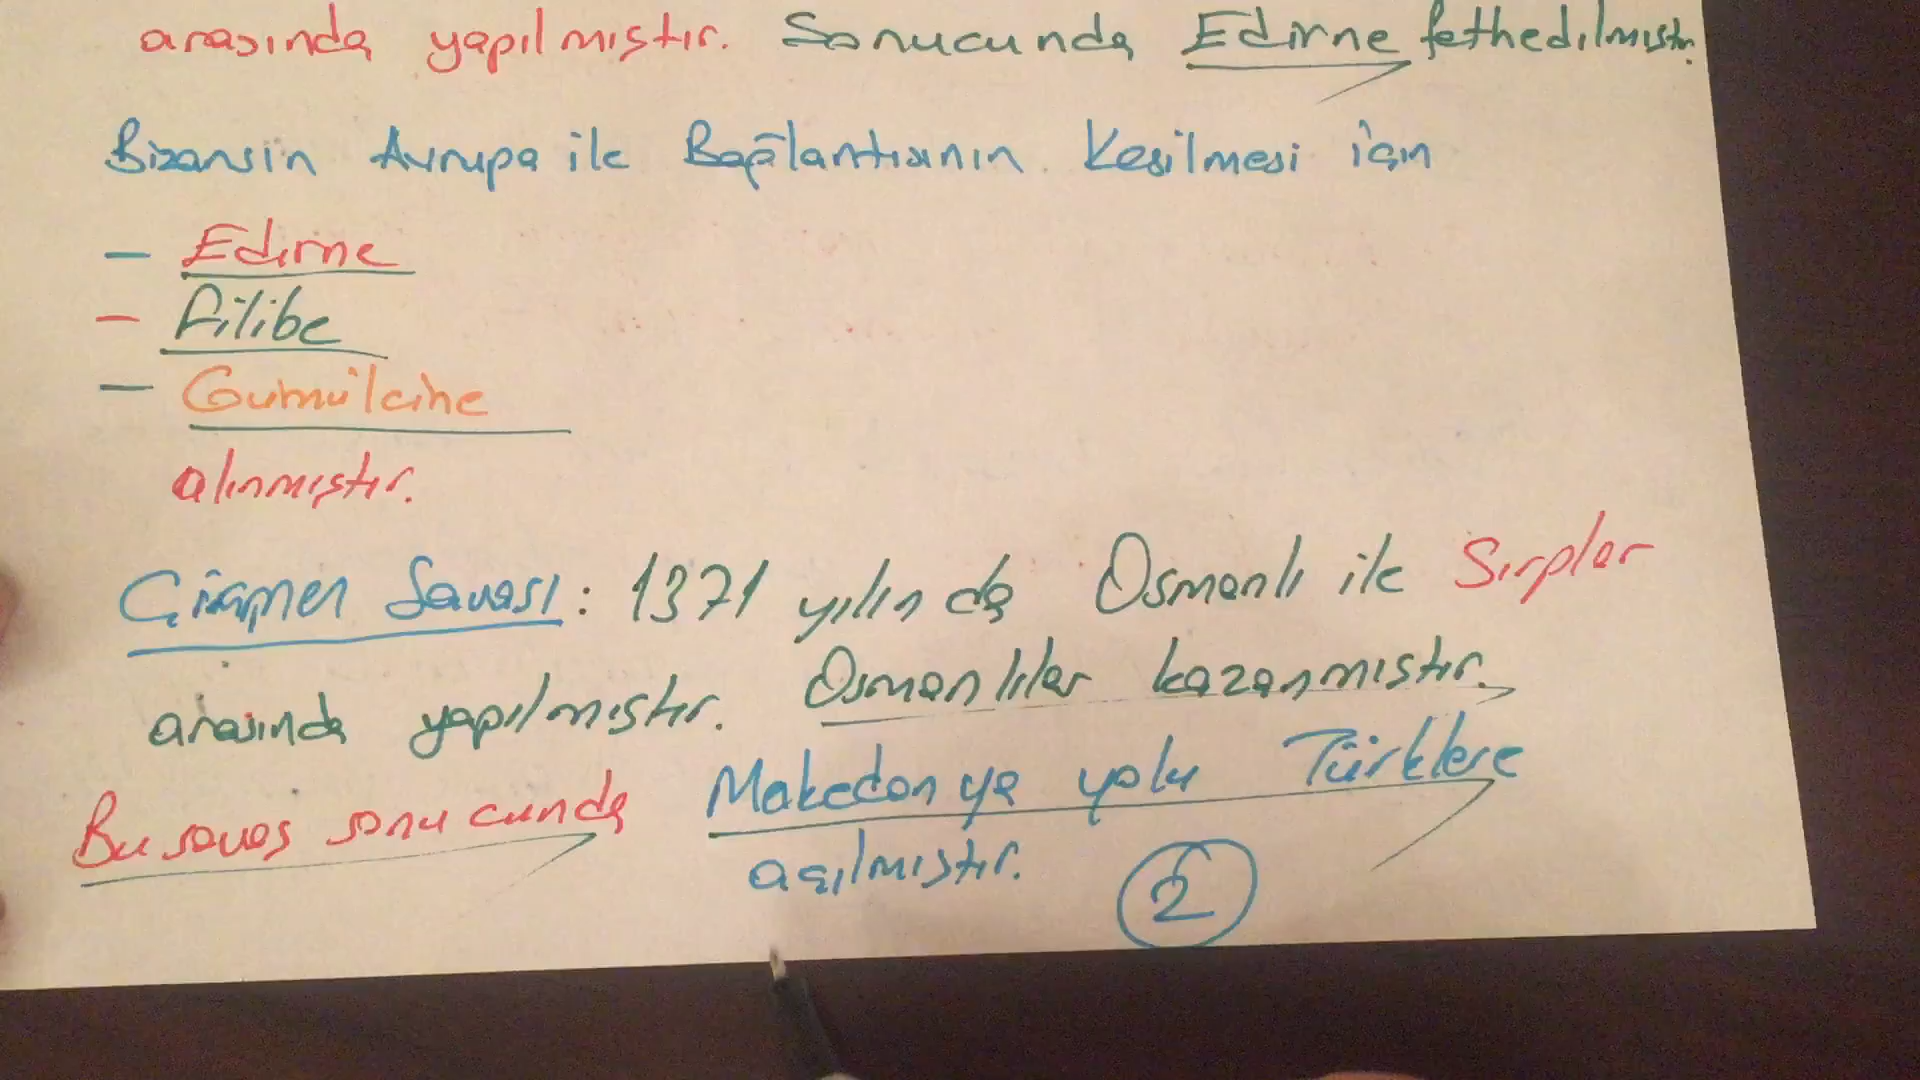 arasında yapılmıştır. Sonucunda Edirne fethedilmiştir.
Bizansin Avrupa ile Bağlantısının Kesilmesi için
- Edirne
- Filibe
- Gümülcine
alınmıştır.
Çirmen Savaşı: 1371 yılında Osmanlı ile Sırplar
arasında yapılmıştır. Osmanlılar kazanmıştır.
Bu savaş sonucunda Makedonya yolu Türklere
açılmıştır.
2